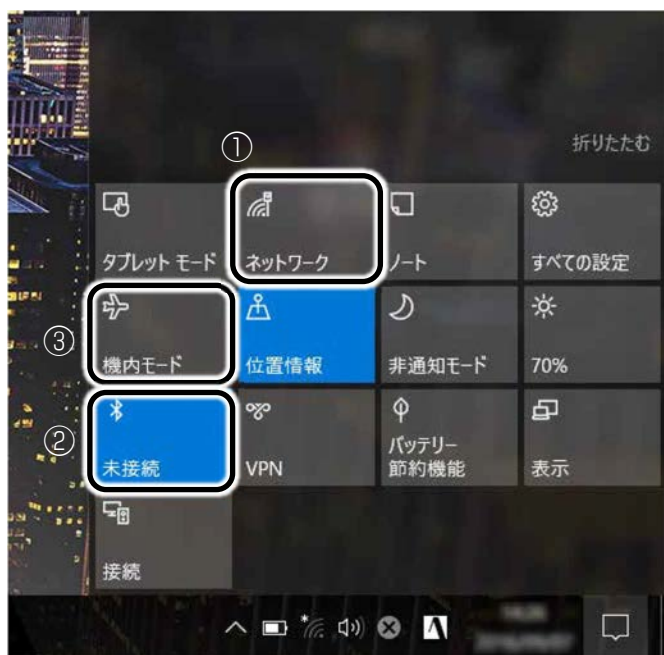 ①
折りたたむ
タブレット モード
ネットワーク
ノート
すべての設定
③
機内モード
位置情報
非通知モード
70%
②
未接続
VPN
バッテリー
節約機能
表示
接続